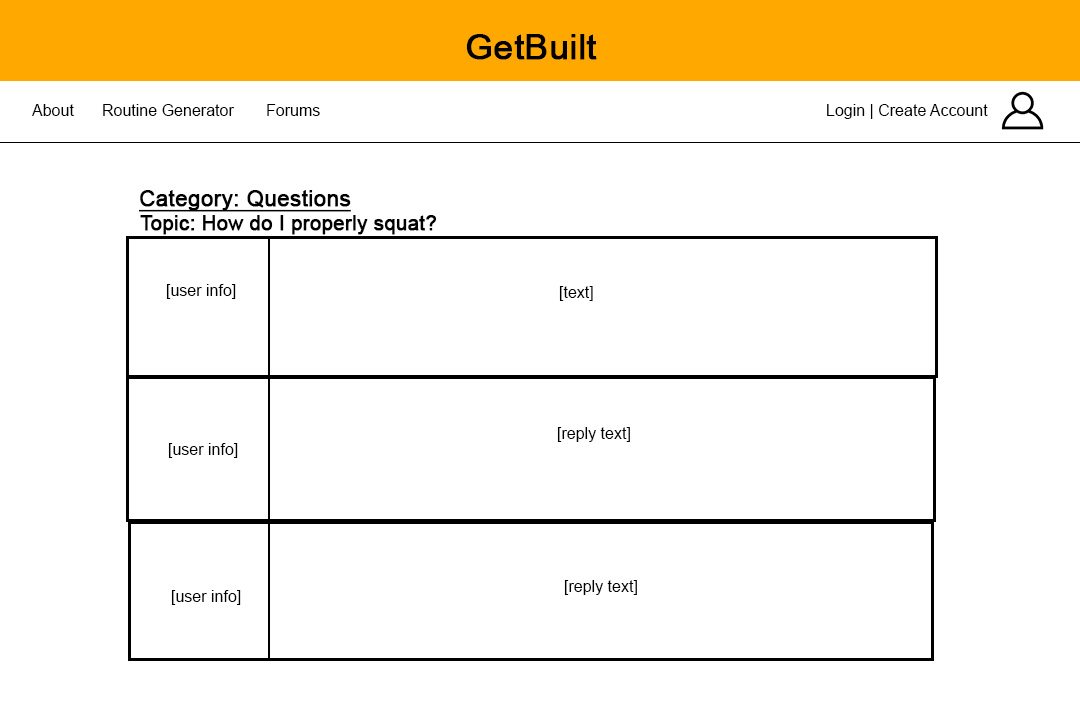 GetBuilt
About Routine Generator Forums Login | Create Account
Category: Questions
Topic: How do I properly squat?
[user info] [text]
[user info] [reply text]
[user info] [reply text]